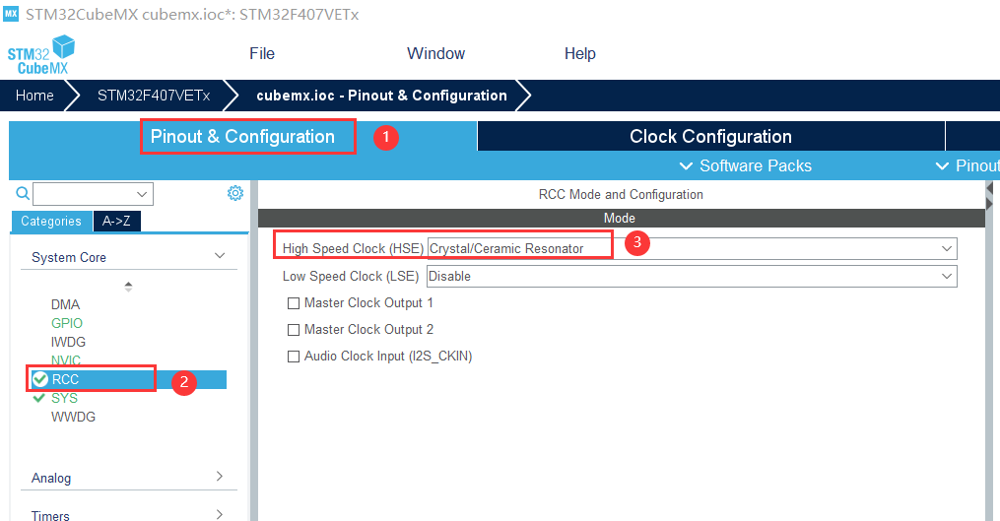 MX STM32CubeMX cubemx.ioc*: STM32F407VETx
STM32
CubeMX
File Window Help
Home STM32F407VETx cubemx.ioc - Pinout & Configuration
Pinout & Configuration 1 Clock Configuration
Software Packs Pinout
RCC Mode and Configuration
Categories A->Z
Mode
System Core
High Speed Clock (HSE) Crystal/Ceramic Resonator 3
Low Speed Clock (LSE) Disable
Master Clock Output 1
Master Clock Output 2
Audio Clock Input (I2S_CKIN)
DMA
GPIO
IWDG
NVIC
RCC 2
SYS
WWDG
Analog
Timers